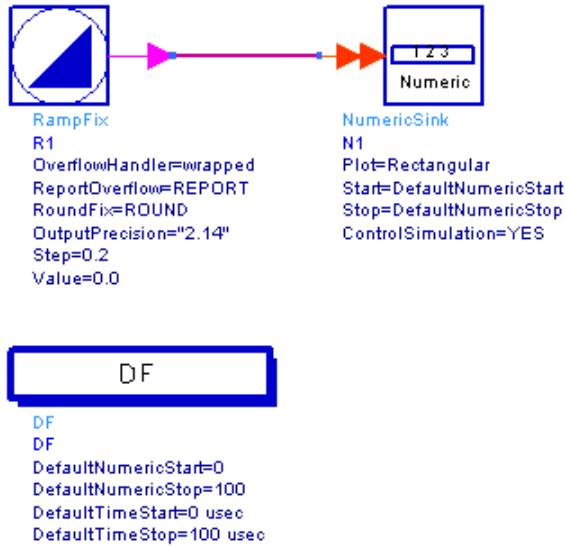 1 2 3
Numeric
RampFix
R1
OverflowHandler=wrapped
ReportOverflow=REPORT
RoundFix=ROUND
OutputPrecision="2.14"
Step=0.2
Value=0.0
NumericSink
N1
Plot=Rectangular
Start=DefaultNumericStart
Stop=DefaultNumericStop
ControlSimulation=YES
DF
DF
DF
DefaultNumericStart=0
DefaultNumericStop=100
DefaultTimeStart=0 usec
DefaultTimeStop=100 usec